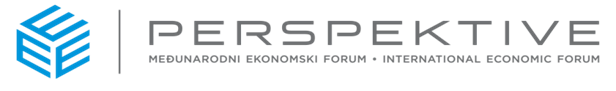 PERSPEKTIVE
MEĐUNARODNI EKONOMSKI FORUM • INTERNATIONAL ECONOMIC FORUM